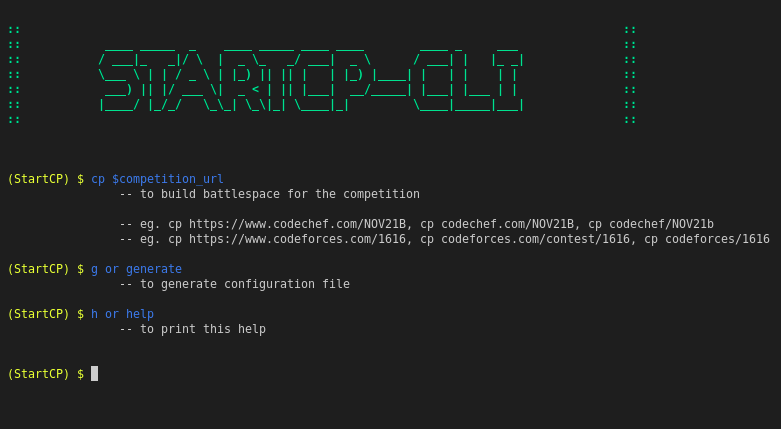 STARTCP-CLI
(StartCP) $ cp $competition_url
-- to build battlespace for the competition
-- eg. cp https://www.codechef.com/NOV21B, cp codechef.com/NOV21B, cp codechef/NOV21b
-- eg. cp https://www.codeforces.com/1616, cp codeforces.com/contest/1616, cp codeforces/1616
(StartCP) $ g or generate
-- to generate configuration file
(StartCP) $ h or help
-- to print this help
(StartCP) $